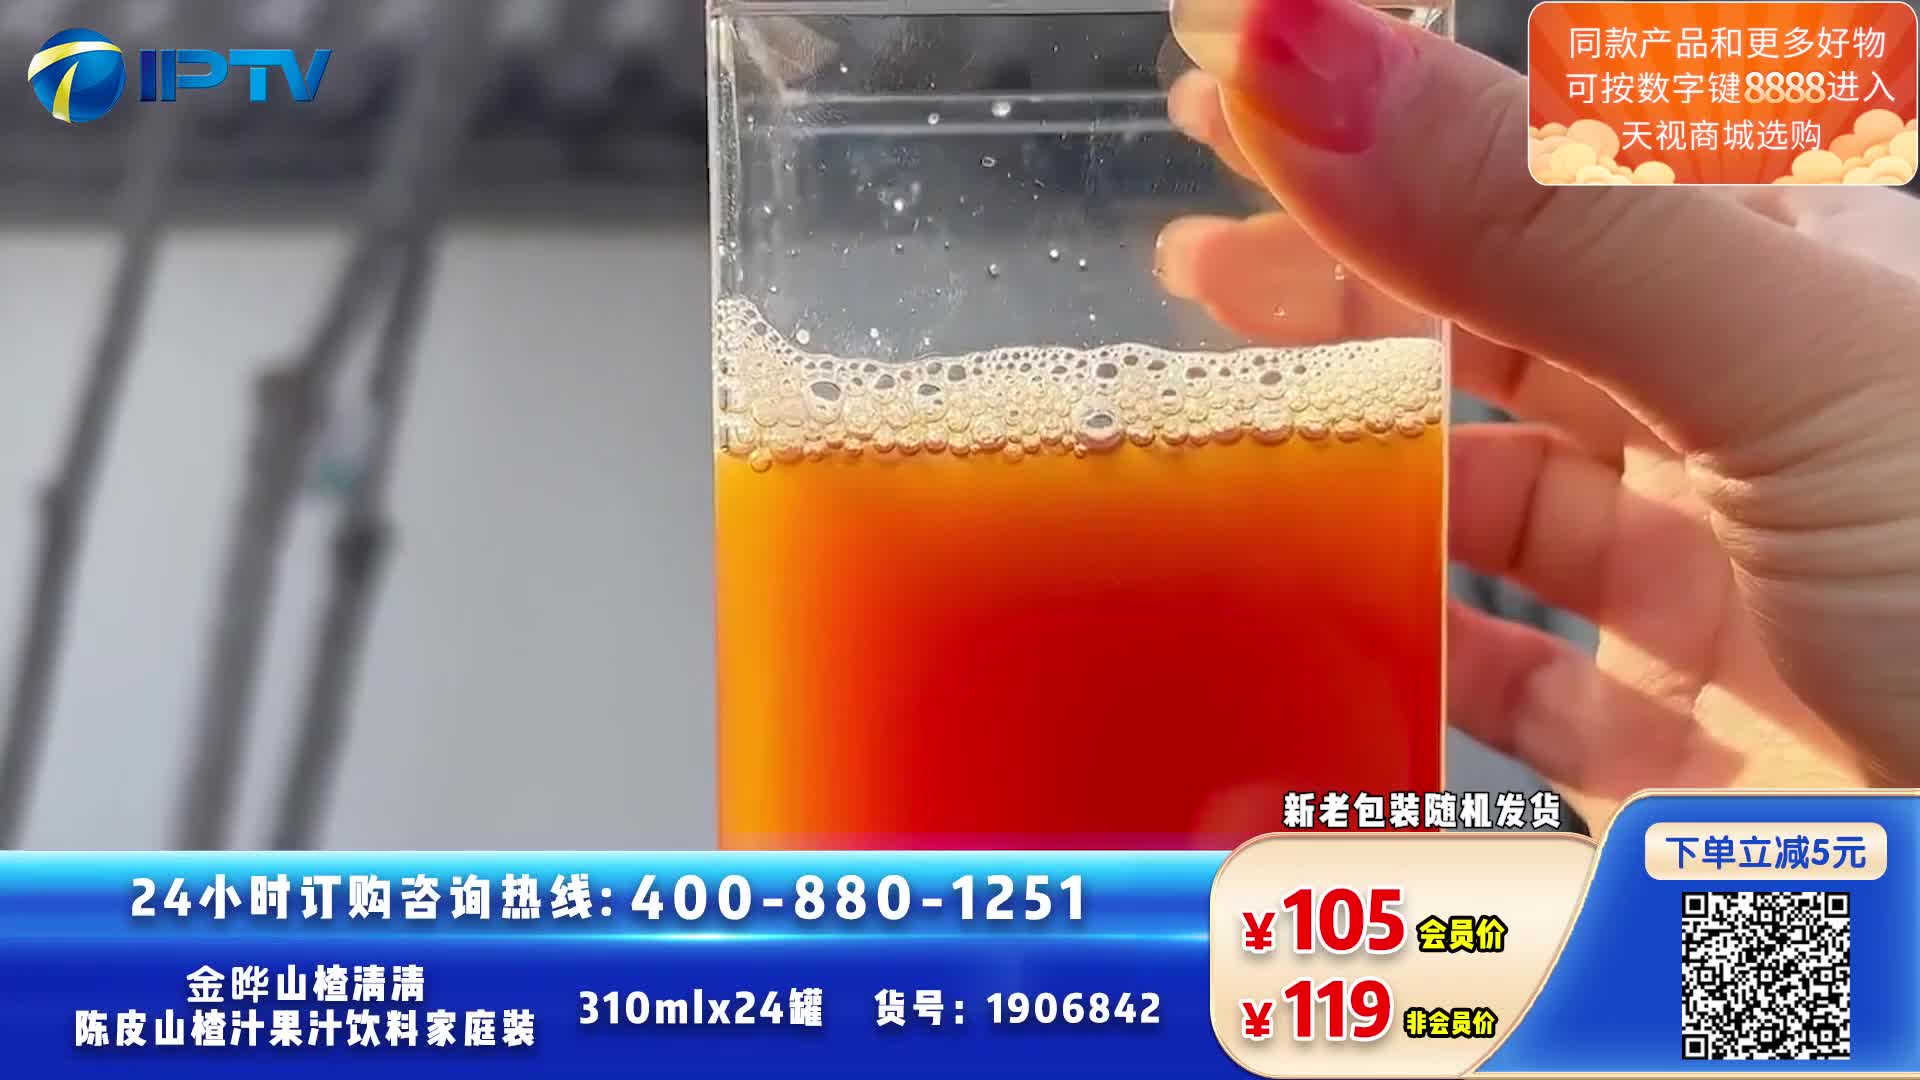 IPTV
同款产品和更多好物
可按数字键8888进入
天视商城选购
新老包装随机发货
下单立减5元
24小时订购咨询热线:400-880-1251
¥105 会员价
¥119 非会员价
金晔山楂清清
陈皮山楂汁果汁饮料家庭装
310mlx24罐 货号：1906842